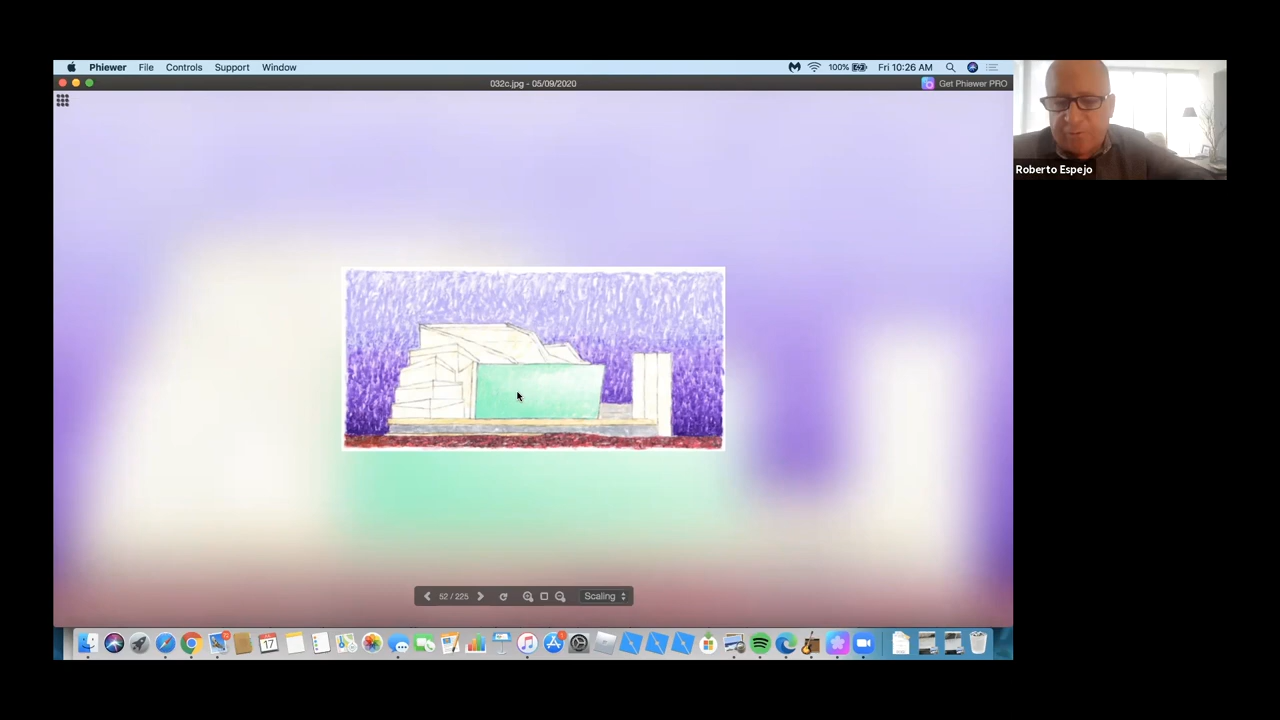 Phiewer File Controls Support Window 100% Fri 10:26 AM
032c.jpg - 05/09/2020 Get Phiewer PRO
Roberto Espejo
52 / 225 Scaling
17